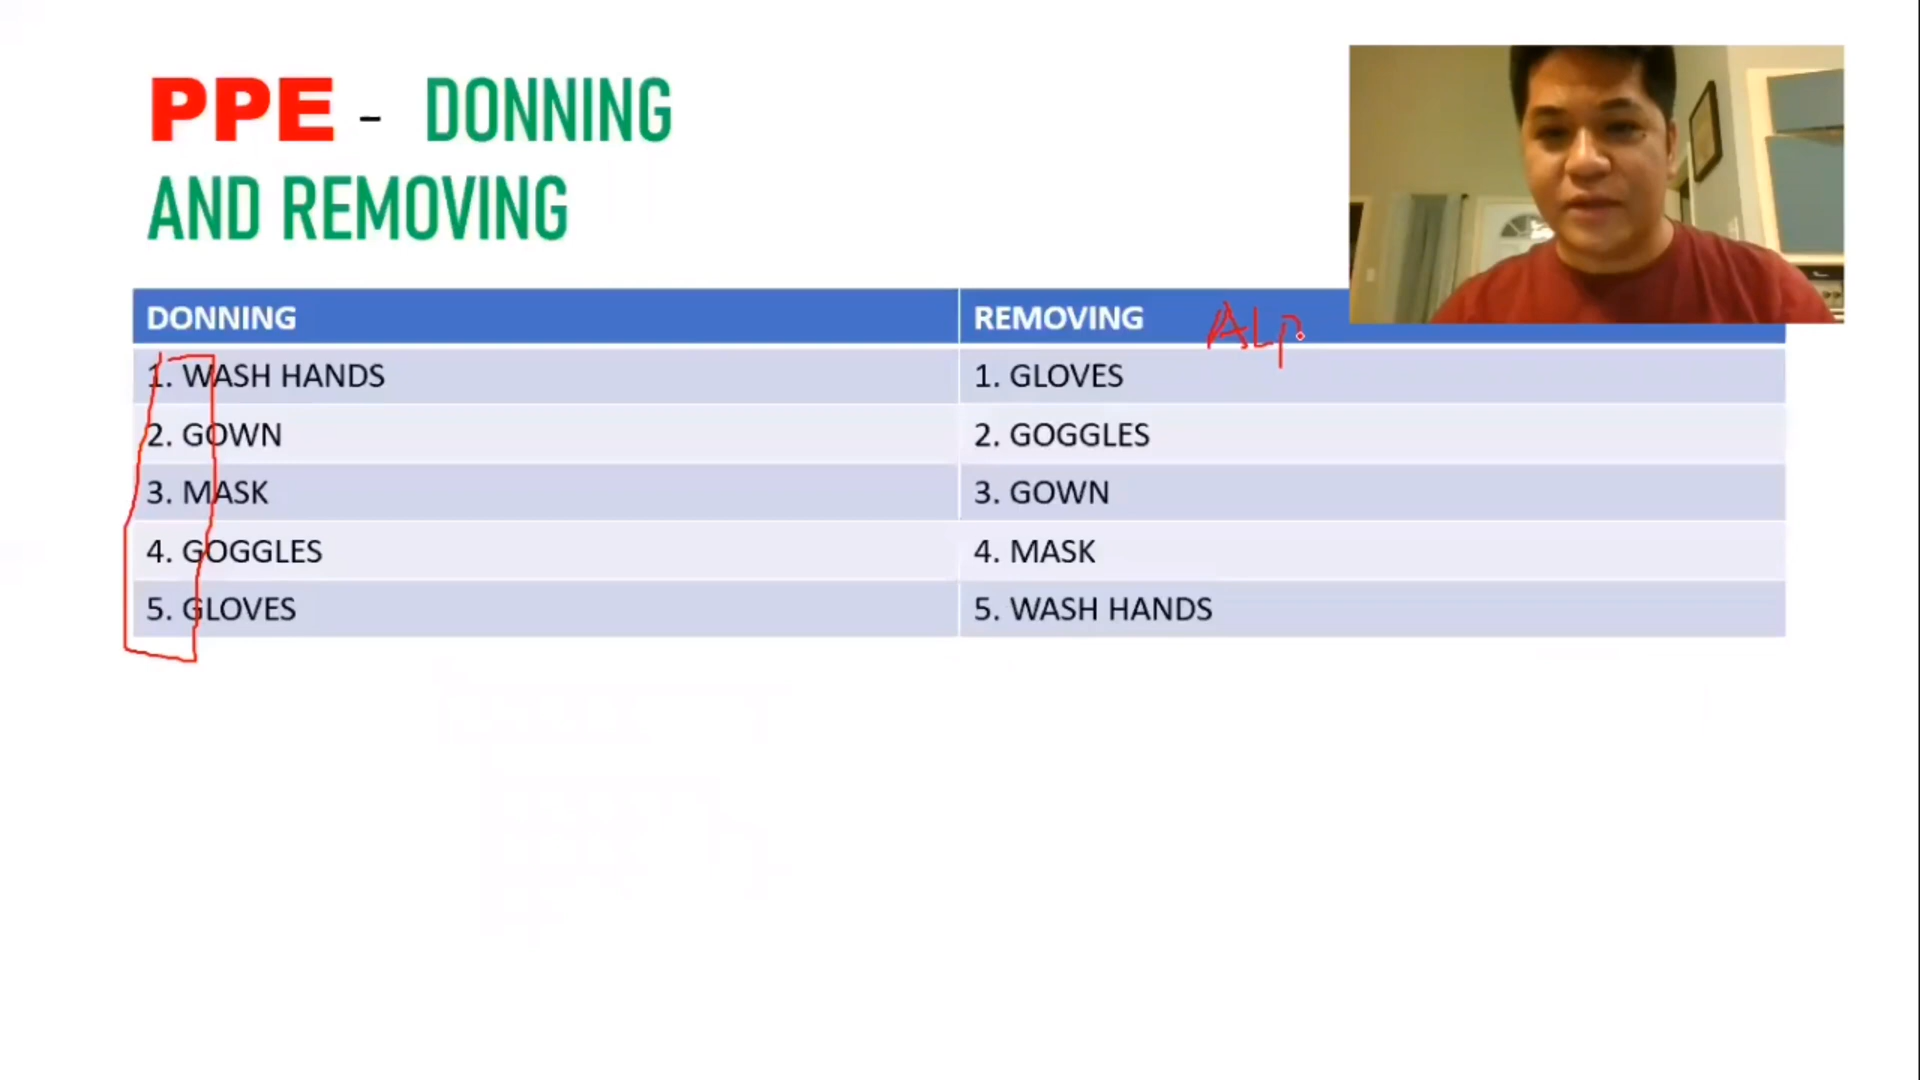 PPE - DONNING
AND REMOVING
DONNING
REMOVING ALP
1. WASH HANDS
1. GLOVES
2. GOWN
2. GOGGLES
3. MASK
3. GOWN
4. GOGGLES
4. MASK
5. GLOVES
5. WASH HANDS